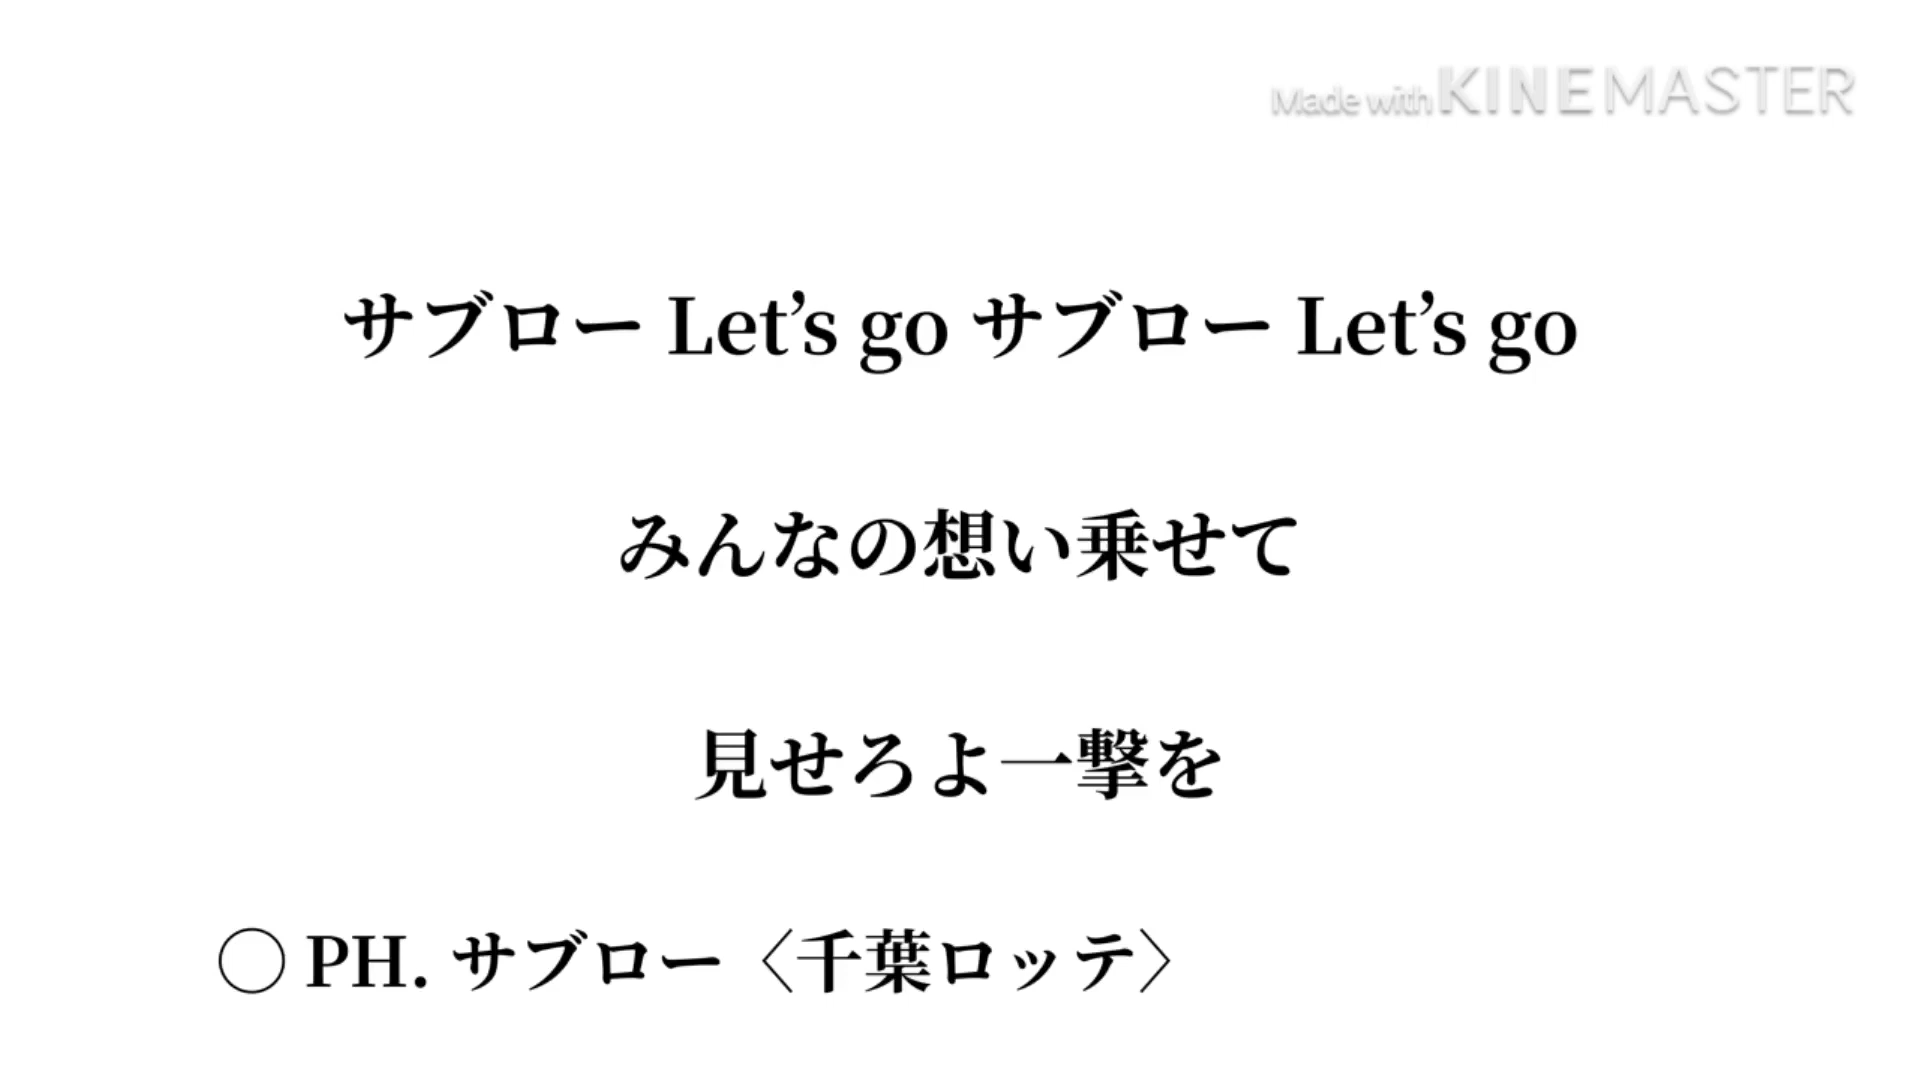 Made with KINEMASTER
サブロー Let’s go サブロー Let’s go
みんなの想い乗せて
見せろよ一撃を
◯ PH. サブロー〈千葉ロッテ〉